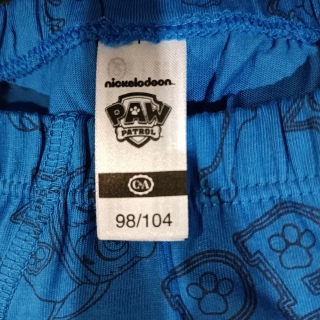 nickelodeon
PAW
PATROL
C&A
98/104